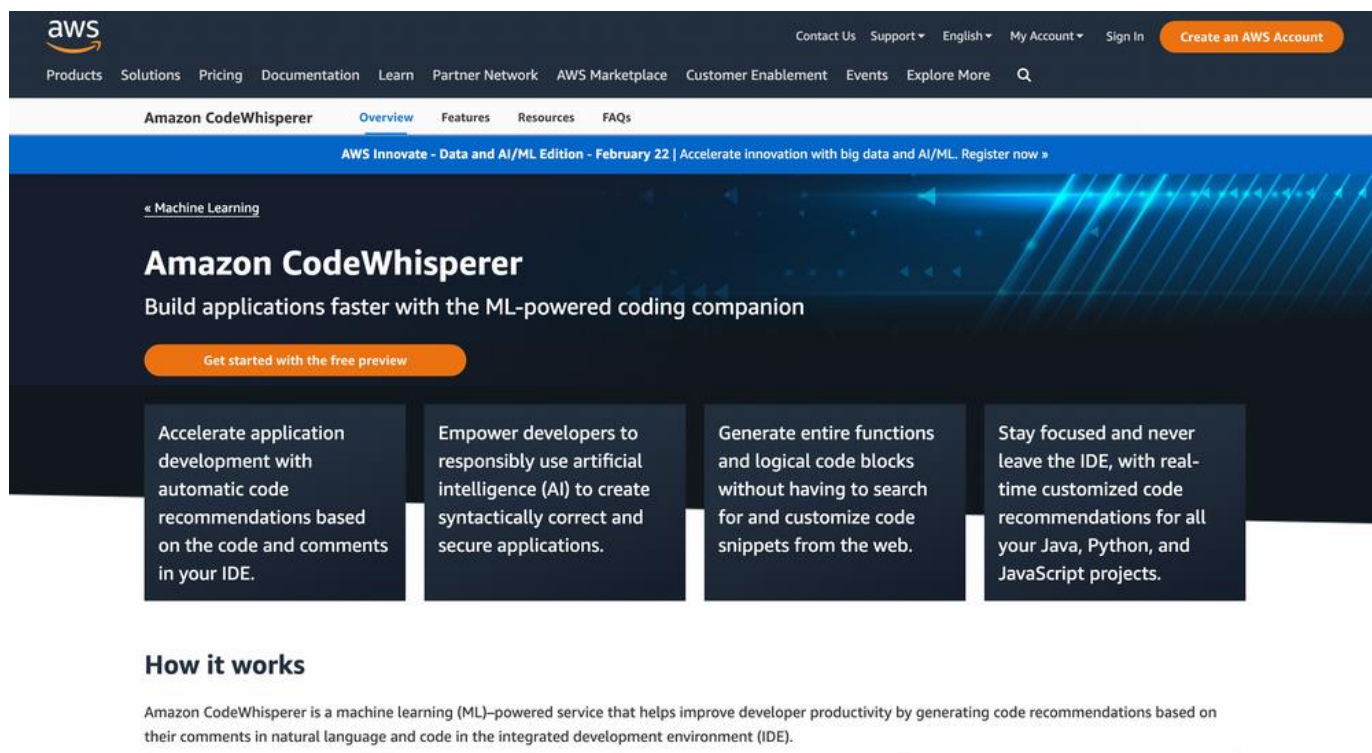 aws
Contact Us Support English My Account Sign In Create an AWS Account
Products Solutions Pricing Documentation Learn Partner Network AWS Marketplace Customer Enablement Events Explore More
Amazon CodeWhisperer Overview Features Resources FAQs
AWS Innovate - Data and AI/ML Edition - February 22 | Accelerate innovation with big data and AI/ML. Register now »
« Machine Learning
Amazon CodeWhisperer
Build applications faster with the ML-powered coding companion
Get started with the free preview
Accelerate application
development with
automatic code
recommendations based
on the code and comments
in your IDE.
Empower developers to
responsibly use artificial
intelligence (AI) to create
syntactically correct and
secure applications.
Generate entire functions
and logical code blocks
without having to search
for and customize code
snippets from the web.
Stay focused and never
leave the IDE, with real-
time customized code
recommendations for all
your Java, Python, and
JavaScript projects.
How it works
Amazon CodeWhisperer is a machine learning (ML)–powered service that helps improve developer productivity by generating code recommendations based on
their comments in natural language and code in the integrated development environment (IDE).